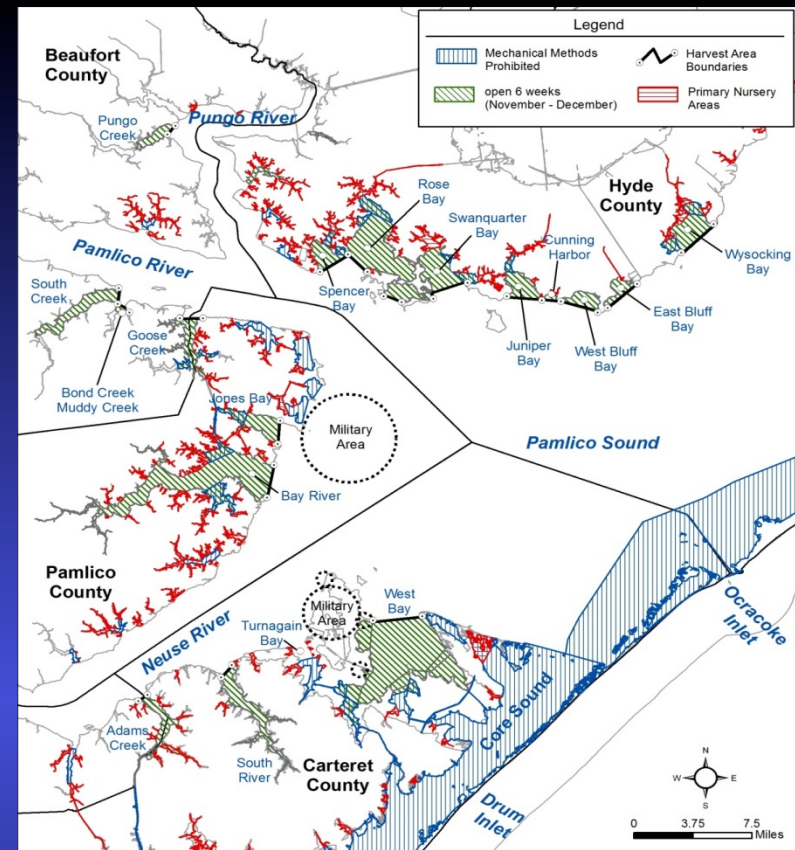 Legend
Mechanical Methods
Prohibited
Harvest Area
Boundaries
open 6 weeks
(November - December)
Primary Nursery
Areas
Beaufort
County
Pungo
Creek
Pungo River
Rose
Bay
Swanquarter
Bay
Hyde
County
Cunning
Harbor
Wysocking
Bay
Pamlico River
South
Creek
Spencer
Bay
East Bluff
Bay
Goose
Creek
Juniper
Bay
West Bluff
Bay
Bond Creek
Muddy Creek
Jones Bay
Military
Area
Pamlico Sound
Bay River
Pamlico
County
Military
Area
West
Bay
Ocracoke
Inlet
Neuse River
Turnagain
Bay
Core Sound
Adams
Creek
South
River
Carteret
County
Drum
Inlet
N
W
E
S
0
3.75
7.5
Miles